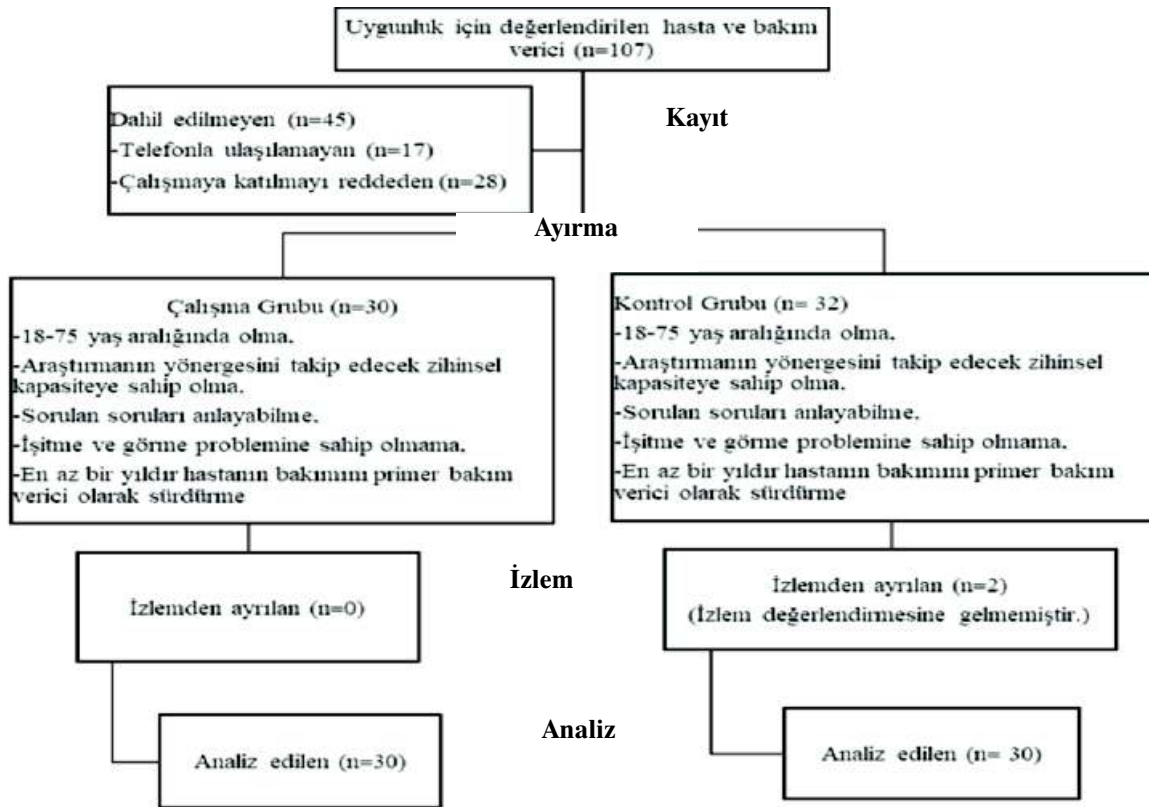 Uygunluk için değerlendirilen hasta ve bakım
verici (n=107)
Kayıt
Dahil edilmeyen (n=45)
-Telefonla ulaşılamayan (n=17)
-Çalışmaya katılmayı reddeden (n=28)
Ayırma
Çalışma Grubu (n=30)
-18-75 yaş aralığında olma.
-Araştırmanın yönergesini takip edecek zihinsel
kapasiteye sahip olma.
-Sorulan soruları anlayabilme.
-İşitme ve görme problemine sahip olmama.
-En az bir yıldır hastanın bakımını primer bakım
verici olarak sürdürme
Kontrol Grubu (n= 32)
-18-75 yaş aralığında olma.
-Araştırmanın yönergesini takip edecek zihinsel
kapasiteye sahip olma.
-Sorulan soruları anlayabilme.
-İşitme ve görme problemine sahip olmama.
-En az bir yıldır hastanın bakımını primer bakım
verici olarak sürdürme
İzlem
İzlemden ayrılan (n=0)
İzlemden ayrılan (n=2)
(İzlem değerlendirmesine gelmemiştir.)
Analiz
Analiz edilen (n=30)
Analiz edilen (n= 30)